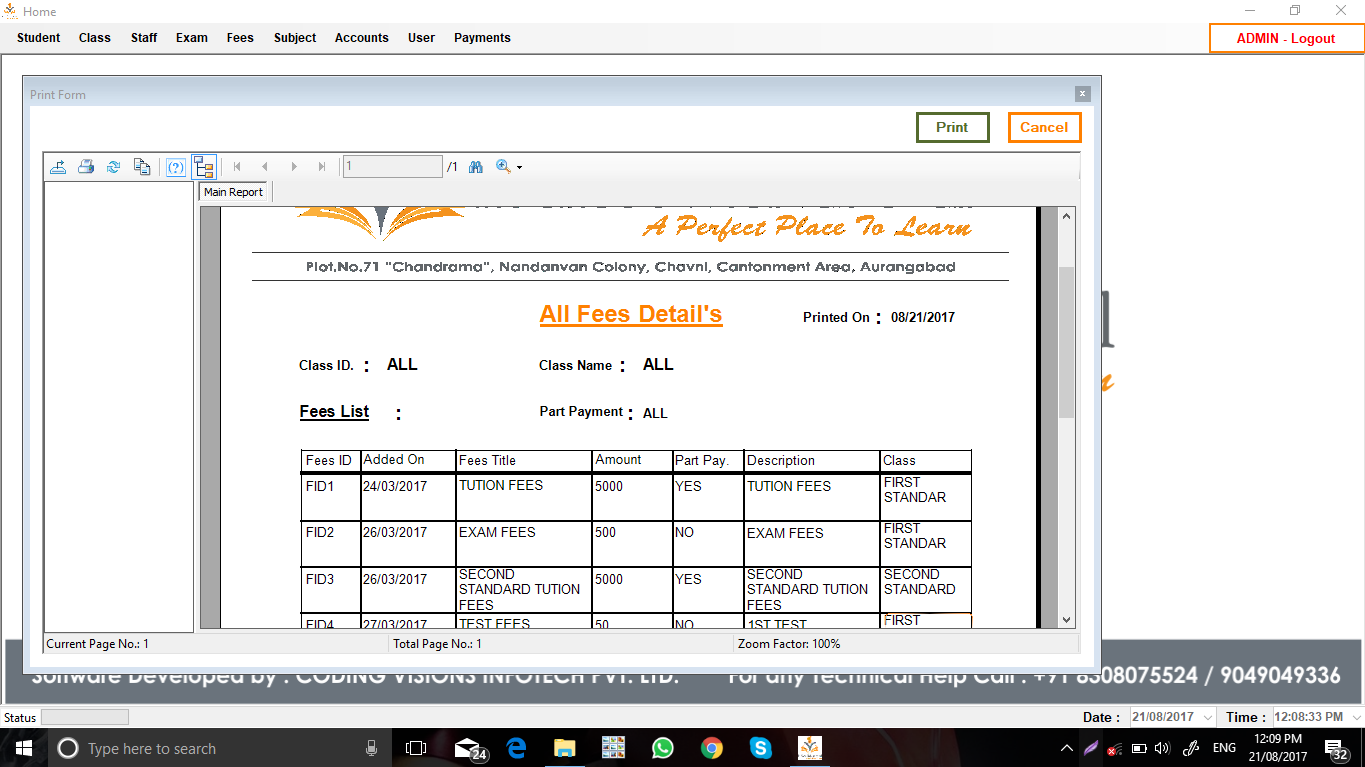 Home
Student Class Staff Exam Fees Subject Accounts User Payments
ADMIN - Logout
Print Form
x
Print Cancel
(?) 1 /1
Main Report
A Perfect Place To Learn
Plot.No.71 "Chandrama", Nandanvan Colony, Chavni, Cantonment Area, Aurangabad
All Fees Detail's
Printed On : 08/21/2017
Class ID. : ALL Class Name : ALL
Fees List : Part Payment : ALL
Fees ID Added On Fees Title Amount Part Pay. Description Class
FID1 24/03/2017 TUTION FEES 5000 YES TUTION FEES FIRST
STANDAR
FID2 26/03/2017 EXAM FEES 500 NO EXAM FEES FIRST
STANDAR
FID3 26/03/2017 SECOND 5000 YES SECOND SECOND
STANDARD TUTION STANDARD TUTION STANDARD
FEES FEES
FID4 27/03/2017 TEST FEES 50 NO 1ST TEST FIRST
Current Page No.: 1 Total Page No.: 1 Zoom Factor: 100%
Software Developed by : CODING VISIONS INFOTECH PVT. LTD. For any Technical Help Call : +91 8308075524 / 9049049336
Status Date : 21/08/2017 Time : 12:08:33 PM
Type here to search 24 ENG 12:09 PM 32
21/08/2017